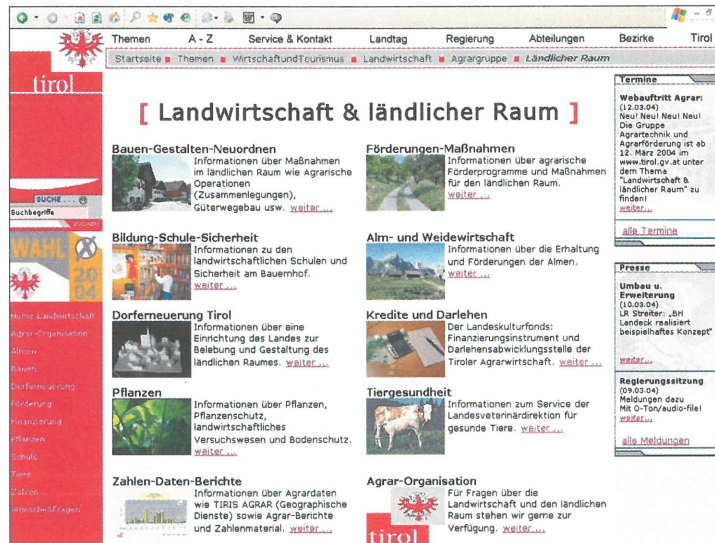 Themen A - Z Service & Kontakt Landtag Regierung Abteilungen Bezirke Tirol
Startseite Themen WirtschaftundTourismus Landwirtschaft Agrargruppe Ländlicher Raum
tirol
SUCHE...
Suchbegriffe
SUCHEN
WAHL
20
04
Home Landwirtschaft
Agrar-Organisation
Almen
Bauen
Dorferneuerung
Förderung
Finanzierung
Pflanzen
Schule
Tiere
Zahlen
Wünsche&Fragen
[ Landwirtschaft & ländlicher Raum ]
Bauen-Gestalten-Neuordnen
Informationen über Maßnahmen
im ländlichen Raum wie Agrarische
Operationen
(Zusammenlegungen),
Güterwegebau usw. weiter ...
Förderungen-Maßnahmen
Informationen über agrarische
Förderprogramme und Maßnahmen
für den ländlichen Raum.
weiter ...
Bildung-Schule-Sicherheit
Informationen zu den
landwirtschaftlichen Schulen und
Sicherheit am Bauernhof.
weiter ...
Alm- und Weidewirtschaft
Informationen über die Erhaltung
und Förderungen der Almen.
weiter ...
Dorferneuerung Tirol
Informationen über eine
Einrichtung des Landes zur
Belebung und Gestaltung des
ländlichen Raumes. weiter ...
Kredite und Darlehen
Der Landeskulturfonds:
Finanzierungsinstrument und
Darlehensabwicklungsstelle der
Tiroler Agrarwirtschaft. weiter ...
Pflanzen
Informationen über Pflanzen,
Pflanzenschutz,
landwirtschaftliches
Versuchswesen und Bodenschutz.
weiter ...
Tiergesundheit
Informationen zum Service der
Landesveterinärdirektion für
gesunde Tiere. weiter ...
Zahlen-Daten-Berichte
Informationen über Agrardaten
wie TIRIS AGRAR (Geographische
Dienste) sowie Agrar-Berichte
und Zahlenmaterial. weiter ...
Agrar-Organisation
Für Fragen über die
Landwirtschaft und den ländlichen
Raum stehen wir gerne zur
Verfügung. weiter ...
tirol
Termine
Webauftritt Agrar:
(12.03.04)
Neu! Neu! Neu! Neu!
Die Gruppe
Agrartechnik und
Agrarförderung ist ab
12. März 2004 im
www.tirol.gv.at unter
dem Thema
"Landwirtschaft &
ländlicher Raum" zu
finden!
weiter...
alle Termine
Presse
Umbau u.
Erweiterung
(10.03.04)
LR Streiter: „BH
Landeck realisiert
beispielhaftes Konzept"
weiter...
Regierungssitzung
(09.03.04)
Meldungen dazu
Mit O-Ton/audio-file!
weiter...
alle Meldungen